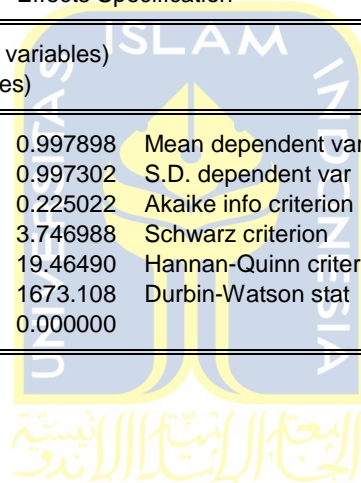 Effects Specification
variables)
es)
0.997898 Mean dependent var
0.997302 S.D. dependent var
0.225022 Akaike info criterion
3.746988 Schwarz criterion
19.46490 Hannan-Quinn criter
1673.108 Durbin-Watson stat
0.000000
ISLAM
UNIVERSITAS
INDONESIA